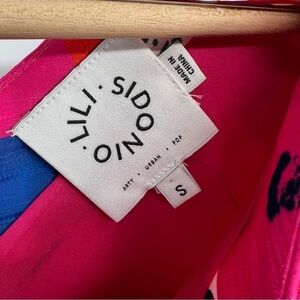 LILI · SIDONIO ·
ARTY · URBAN · POP
S
MADE IN
CHINA